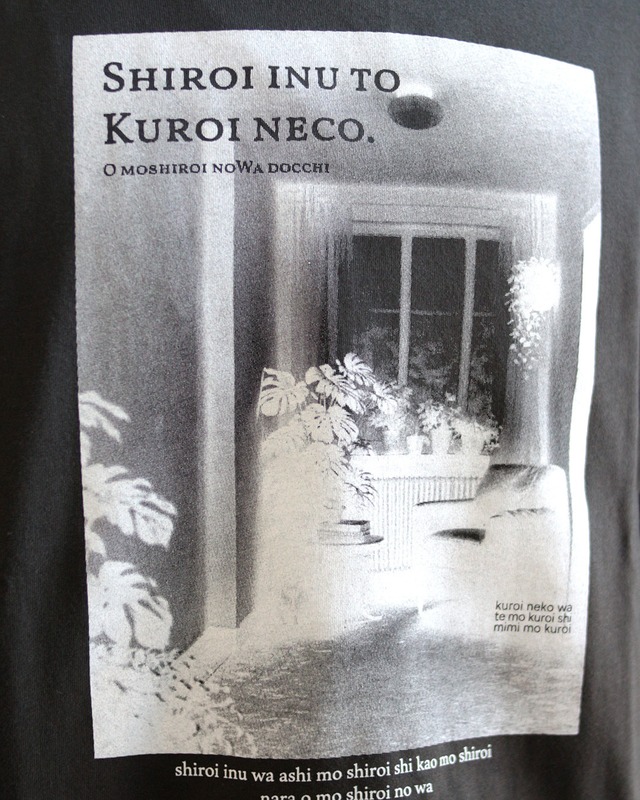 SHIROI INU TO
KUROI NECO.
O MOSHIROI NOWA DOCCHI
kuroi neko wa
te mo kuroi shi
mimi mo kuroi
shiroi inu wa ashi mo shiroi shi kao mo shiroi
nara o mo shiroi no wa